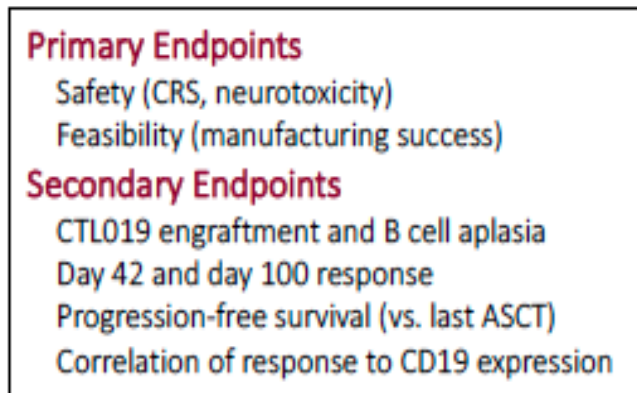 Primary Endpoints
Safety (CRS, neurotoxicity)
Feasibility (manufacturing success)
Secondary Endpoints
CTL019 engraftment and B cell aplasia
Day 42 and day 100 response
Progression-free survival (vs. last ASCT)
Correlation of response to CD19 expression